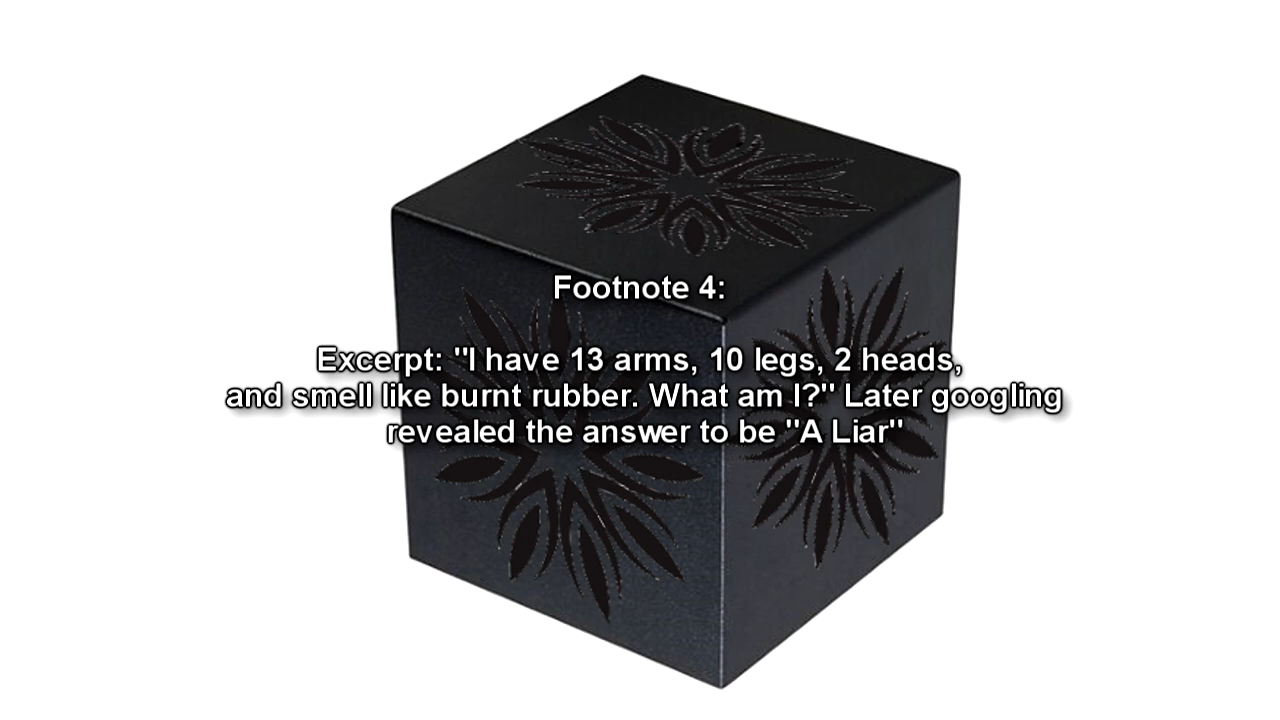 Footnote 4:
Excerpt: "I have 13 arms, 10 legs, 2 heads,
and smell like burnt rubber. What am I?" Later googling
revealed the answer to be "A Liar"